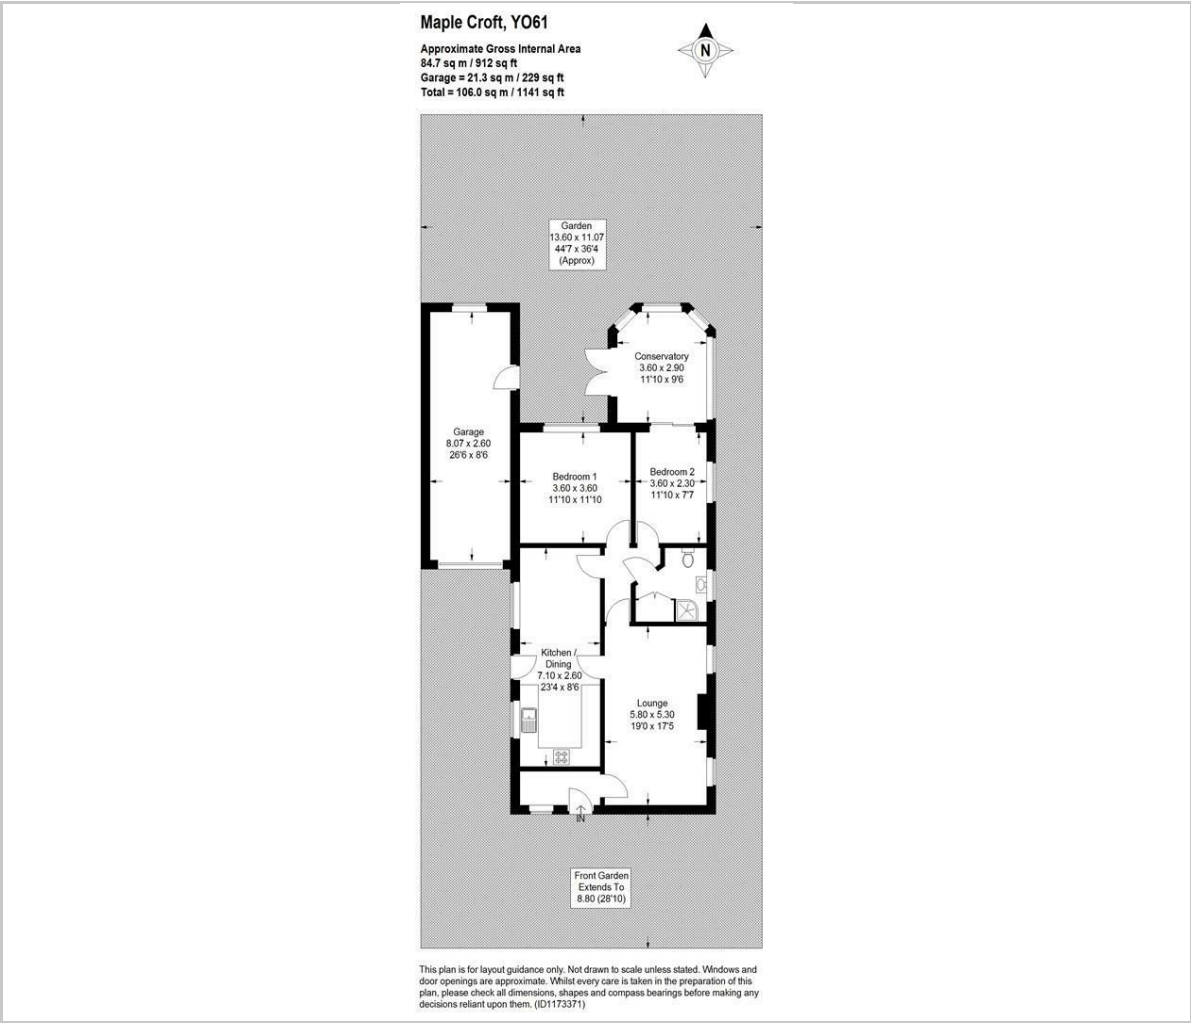 Maple Croft, YO61
Approximate Gross Internal Area
84.7 sq m / 912 sq ft
Garage = 21.3 sq m / 229 sq ft
Total = 106.0 sq m / 1141 sq ft
N
Garden
13.60 x 11.07
44'7 x 36'4
(Approx)
Conservatory
3.60 x 2.90
11'10 x 9'6
Garage
8.07 x 2.60
26'6 x 8'6
Bedroom 1
3.60 x 3.60
11'10 x 11'10
Bedroom 2
3.60 x 2.30
11'10 x 7'7
Kitchen /
Dining
7.10 x 2.60
23'4 x 8'6
Lounge
5.80 x 5.30
19'0 x 17'5
IN
Front Garden
Extends To
8.80 (28'10)
This plan is for layout guidance only. Not drawn to scale unless stated. Windows and
door openings are approximate. Whilst every care is taken in the preparation of this
plan, please check all dimensions, shapes and compass bearings before making any
decisions reliant upon them. (ID1173371)